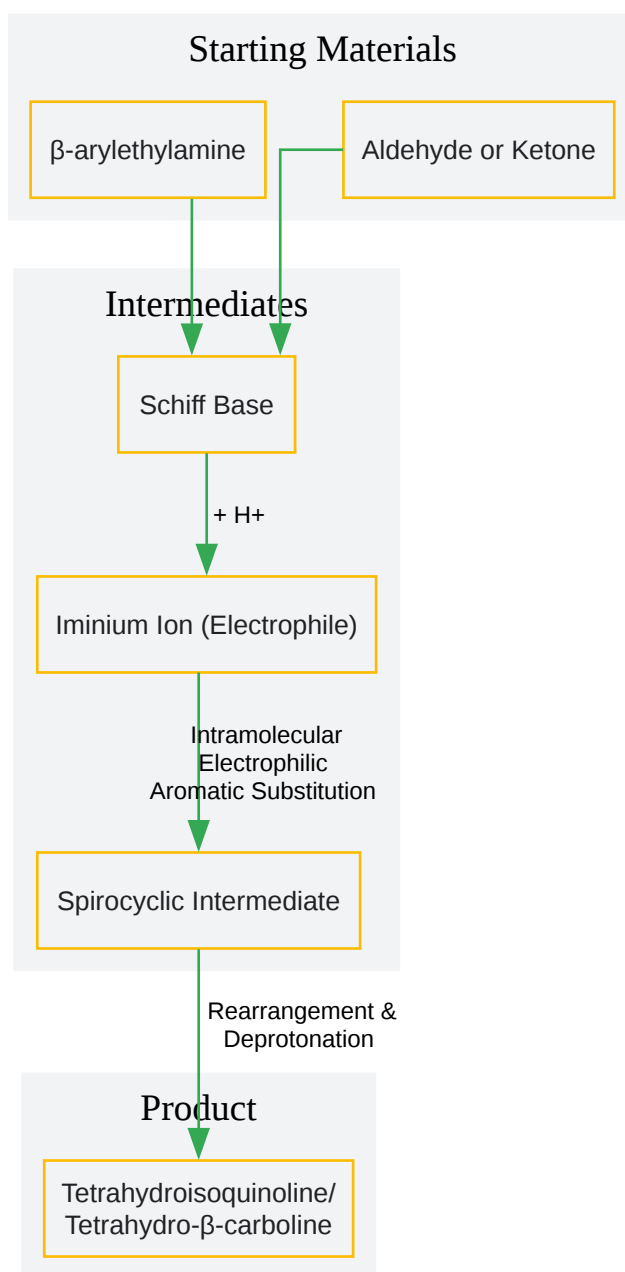 Starting Materials
β-arylethylamine
Aldehyde or Ketone
Intermediates
Schiff Base
+ H+
Iminium Ion (Electrophile)
Intramolecular
Electrophilic
Aromatic Substitution
Spirocyclic Intermediate
Rearrangement &
Deprotonation
Product
Tetrahydroisoquinoline/
Tetrahydro-β-carboline